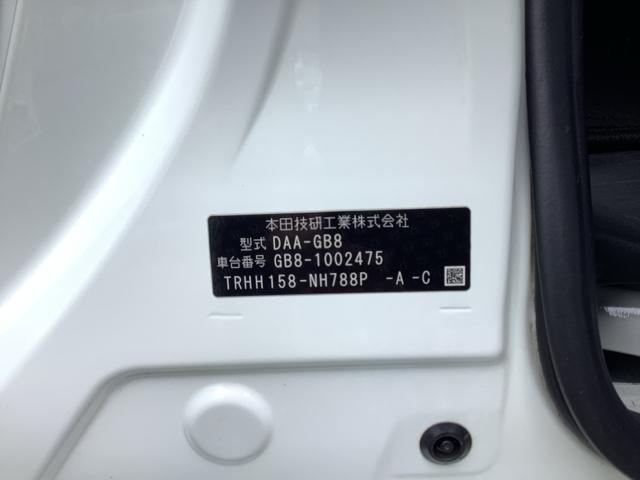 本田技研工業株式会社
型式 DAA-GB8
車台番号 GB8-1002475
TRHH158-NH788P -A -C